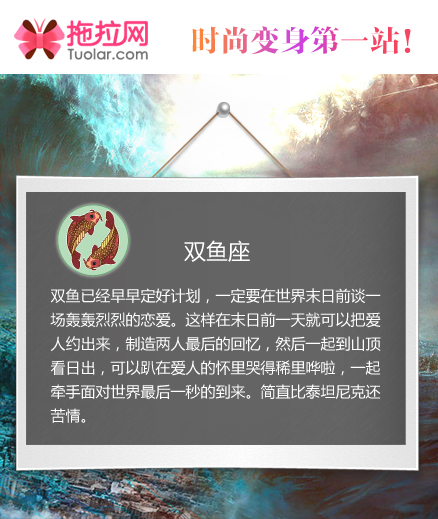 拖拉网
Tuolar.com
时尚变身第一站!
双鱼座
双鱼已经早早定好计划，一定要在世界末日前谈一
场轰轰烈烈的恋爱。这样在末日前一天就可以把爱
人约出来，制造两人最后的回忆，然后一起到山顶
看日出，可以趴在爱人的怀里哭得稀里哗啦，一起
牵手面对世界最后一秒的到来。简直比泰坦尼克还
苦情。